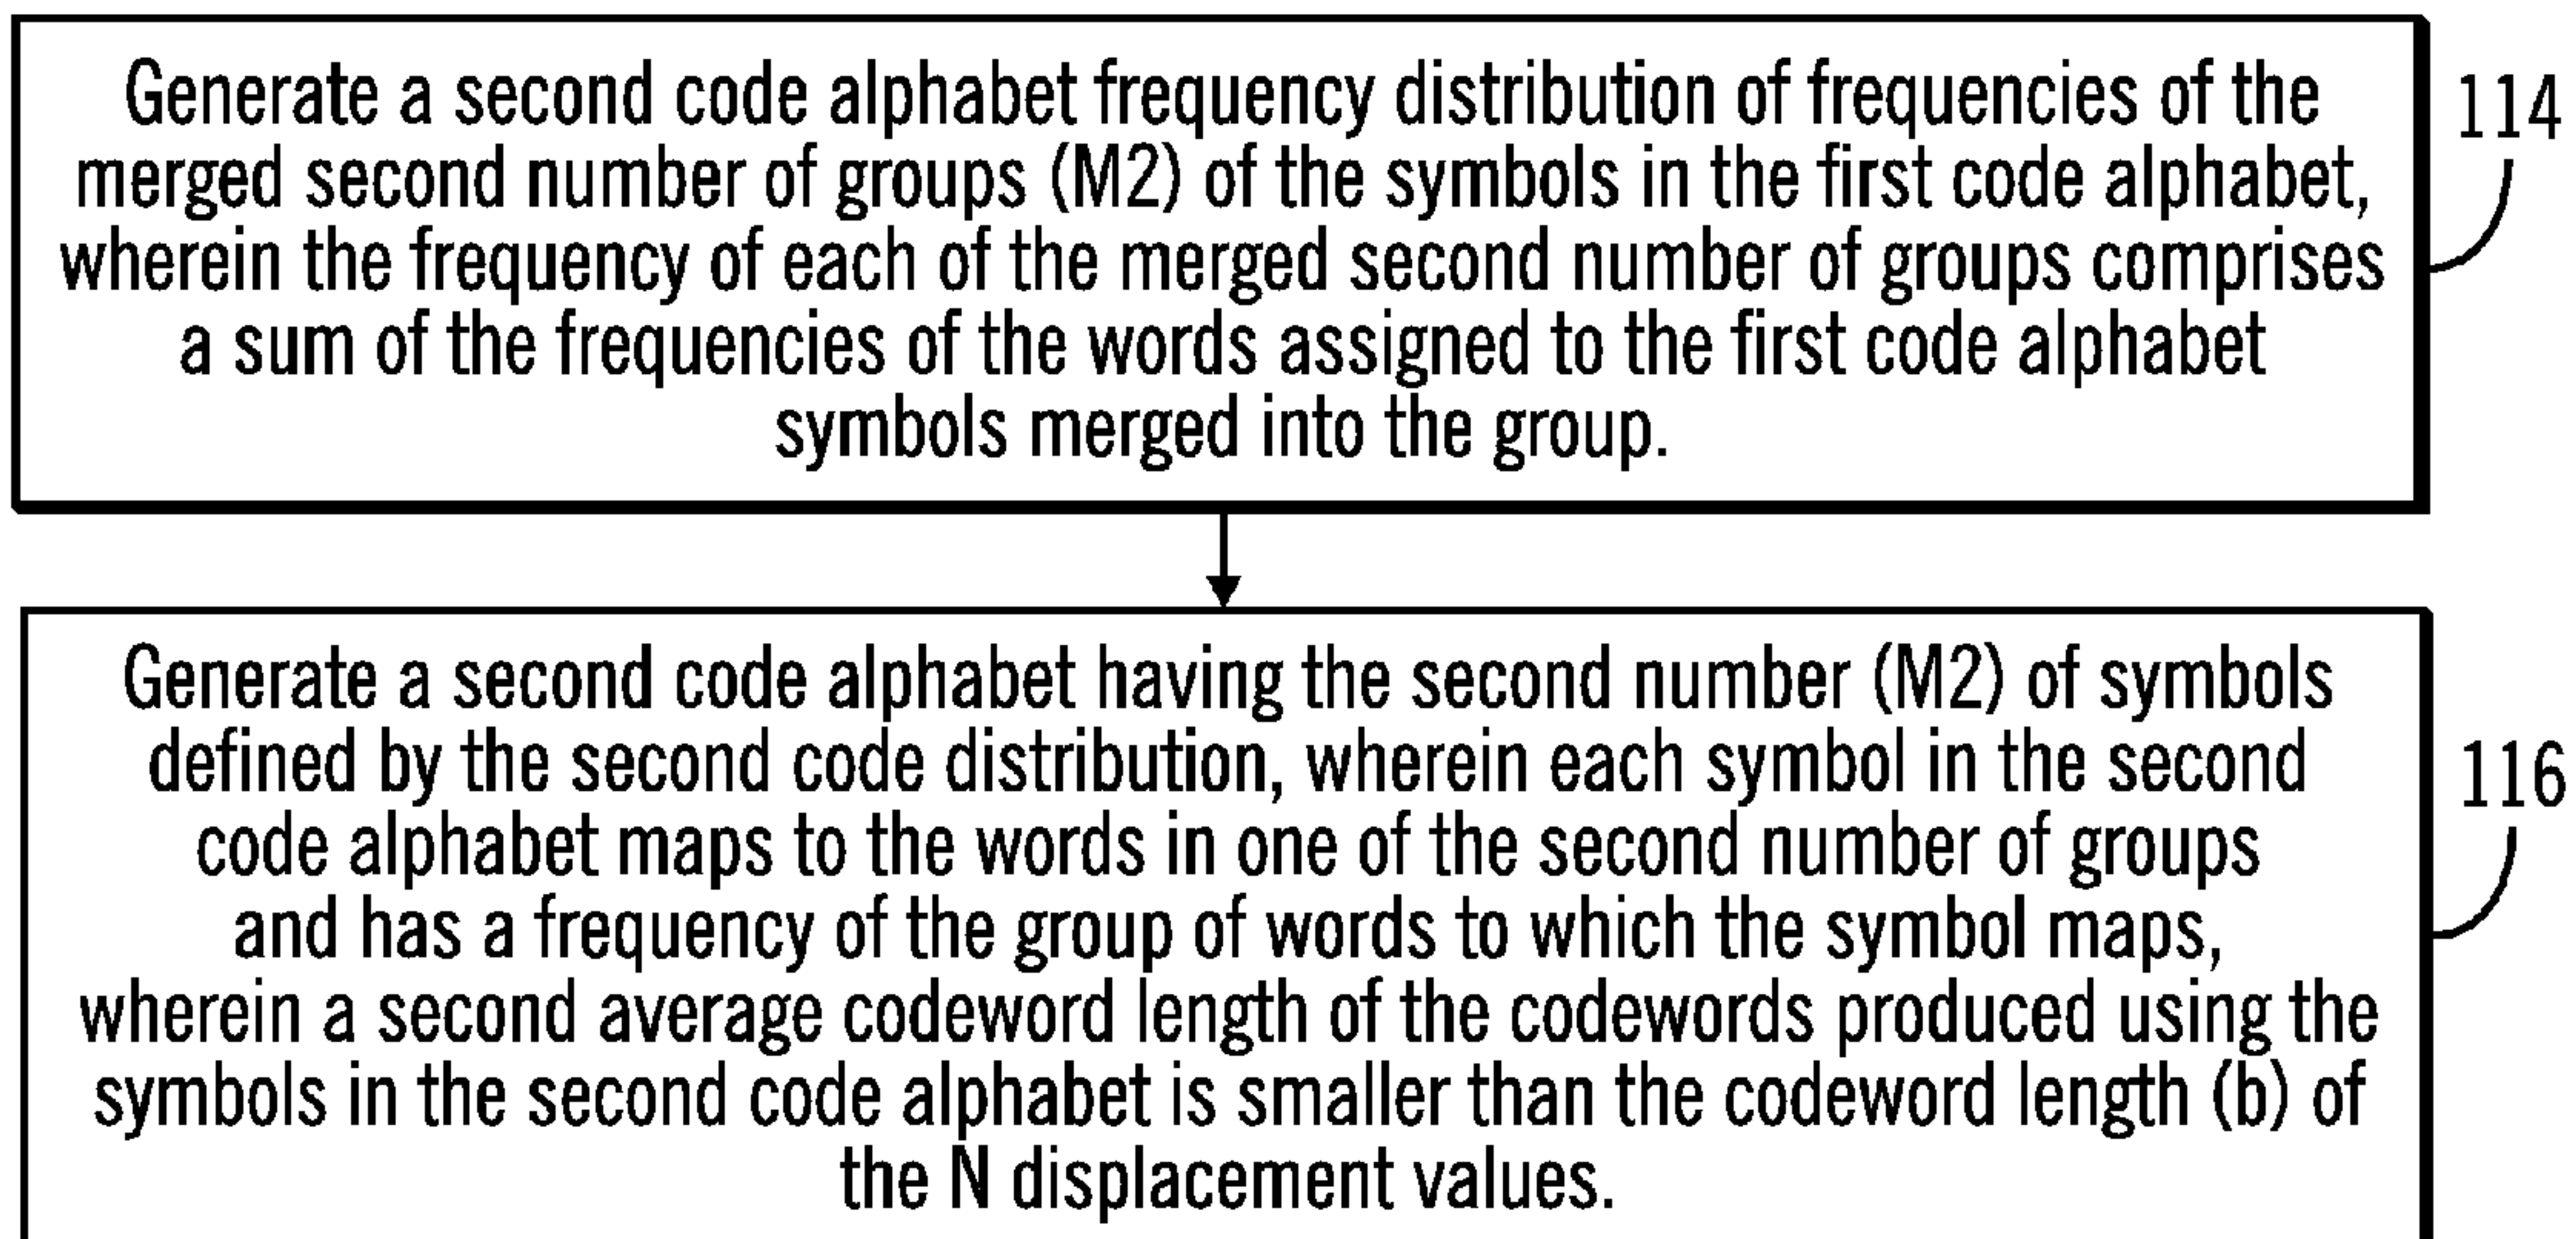 Generate a second code alphabet frequency distribution of frequencies of the
merged second number of groups (M2) of the symbols in the first code alphabet,
wherein the frequency of each of the merged second number of groups comprises
a sum of the frequencies of the words assigned to the first code alphabet
symbols merged into the group.
114
Generate a second code alphabet having the second number (M2) of symbols
defined by the second code distribution, wherein each symbol in the second
code alphabet maps to the words in one of the second number of groups
and has a frequency of the group of words to which the symbol maps,
wherein a second average codeword length of the codewords produced using the
symbols in the second code alphabet is smaller than the codeword length (b) of
the N displacement values.
116